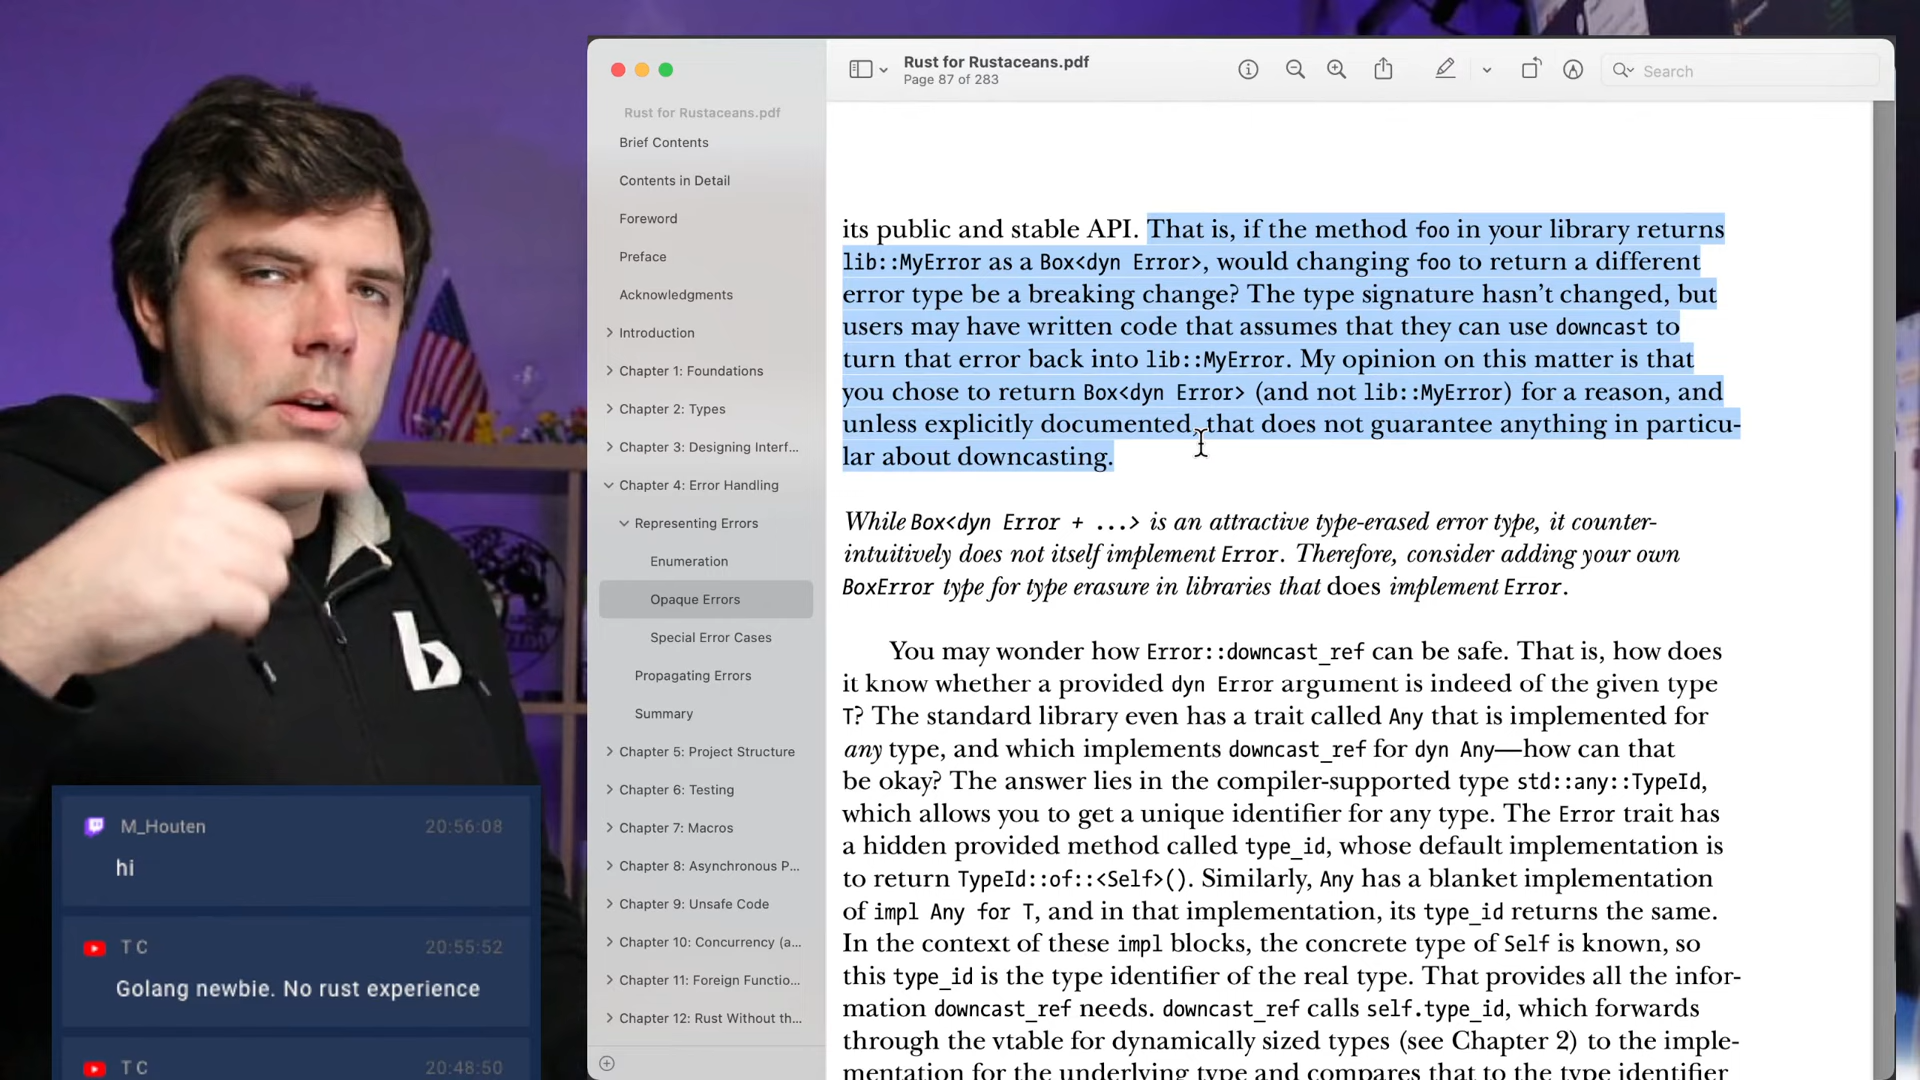 Rust for Rustaceans.pdf
Page 87 of 283
Search
Rust for Rustaceans.pdf
Brief Contents
Contents in Detail
Foreword
Preface
Acknowledgments
Introduction
Chapter 1: Foundations
Chapter 2: Types
Chapter 3: Designing Interf...
Chapter 4: Error Handling
Representing Errors
Enumeration
Opaque Errors
Special Error Cases
Propagating Errors
Summary
Chapter 5: Project Structure
Chapter 6: Testing
Chapter 7: Macros
Chapter 8: Asynchronous P...
Chapter 9: Unsafe Code
Chapter 10: Concurrency (a...
Chapter 11: Foreign Functio...
Chapter 12: Rust Without th...
its public and stable API. That is, if the method foo in your library returns
lib::MyError as a Box<dyn Error>, would changing foo to return a different
error type be a breaking change? The type signature hasn't changed, but
users may have written code that assumes that they can use downcast to
turn that error back into lib::MyError. My opinion on this matter is that
you chose to return Box<dyn Error> (and not lib::MyError) for a reason, and
unless explicitly documented, that does not guarantee anything in particu-
lar about downcasting.
While Box<dyn Error + ...> is an attractive type-erased error type, it counter-
intuitively does not itself implement Error. Therefore, consider adding your own
BoxError type for type erasure in libraries that does implement Error.
You may wonder how Error::downcast_ref can be safe. That is, how does
it know whether a provided dyn Error argument is indeed of the given type
T? The standard library even has a trait called Any that is implemented for
any type, and which implements downcast_ref for dyn Any—how can that
be okay? The answer lies in the compiler-supported type std::any::TypeId,
which allows you to get a unique identifier for any type. The Error trait has
a hidden provided method called type_id, whose default implementation is
to return TypeId::of::<Self>(). Similarly, Any has a blanket implementation
of impl Any for T, and in that implementation, its type_id returns the same.
In the context of these impl blocks, the concrete type of Self is known, so
this type_id is the type identifier of the real type. That provides all the infor-
mation downcast_ref needs. downcast_ref calls self.type_id, which forwards
through the vtable for dynamically sized types (see Chapter 2) to the imple-
mentation for the underlying type and compares that to the type identifier
b
M_Houten 20:56:08
hi
T C 20:55:52
Golang newbie. No rust experience
T C 20:48:50